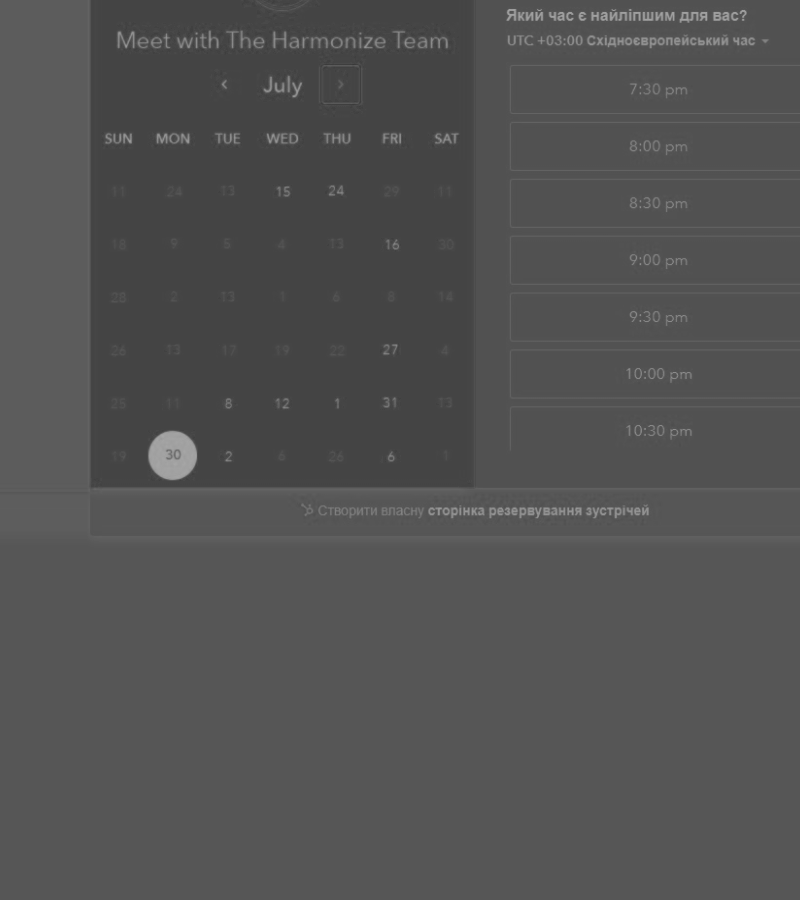 Meet with The Harmonize Team
July
SUN MON TUE WED THU FRI SAT
11 24 13 15 24 29 11
18 9 4 13 16 30
28 2 13 1 6 8 14
26 13 17 19 22 27 4
25 11 8 12 1 31 13
19 30 2 6 26 6 1
Який час є найліпшим для вас?
UTC +03:00 Східноєвропейський час
7:30 pm
8:00 pm
8:30 pm
9:00 pm
9:30 pm
10:00 pm
10:30 pm
Створити власну сторінка резервування зустрічей